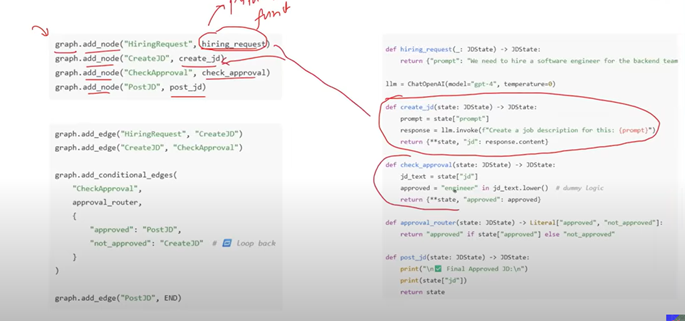 funct
graph.add_node("HiringRequest", hiring_request)
graph.add_node("CreateJD", create_jd)
graph.add_node("CheckApproval", check_approval)
graph.add_node("PostJD", post_jd)
graph.add_edge("HiringRequest", "CreateJD")
graph.add_edge("CreateJD", "CheckApproval")
graph.add_conditional_edges(
"CheckApproval",
approval_router,
{
"approved": "PostJD",
"not_approved": "CreateJD" # 🔁 Loop back
}
)
graph.add_edge("PostJD", END)
def hiring_request(_: JDState) -> JDState:
return {"prompt": "We need to hire a software engineer for the backend team
llm = ChatOpenAI(model="gpt-4", temperature=0)
def create_jd(state: JDState) -> JDState:
prompt = state["prompt"]
response = llm.invoke(f"Create a job description for this: {prompt}")
return {**state, "jd": response.content}
def check_approval(state: JDState) -> JDState:
jd_text = state["jd"]
approved = "engineer" in jd_text.lower() # dummy logic
return {**state, "approved": approved}
def approval_router(state: JDState) -> Literal["approved", "not_approved"]:
return "approved" if state["approved"] else "not_approved"
def post_jd(state: JDState) -> JDState:
print("\n✅ Final Approved JD:\n")
print(state["jd"])
return state